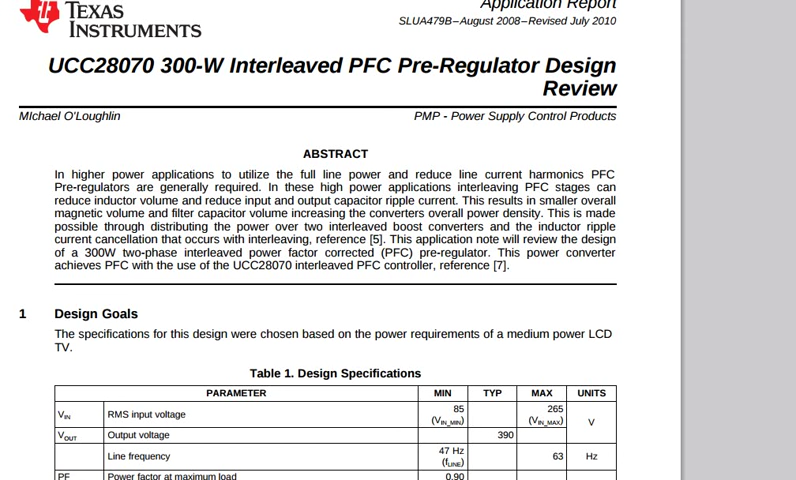 Application Report
TEXAS
INSTRUMENTS
SLUA479B–August 2008–Revised July 2010
UCC28070 300-W Interleaved PFC Pre-Regulator Design
Review
MIchael O'Loughlin PMP - Power Supply Control Products
ABSTRACT
In higher power applications to utilize the full line power and reduce line current harmonics PFC
Pre-regulators are generally required. In these high power applications interleaving PFC stages can
reduce inductor volume and reduce input and output capacitor ripple current. This results in smaller overall
magnetic volume and filter capacitor volume increasing the converters overall power density. This is made
possible through distributing the power over two interleaved boost converters and the inductor ripple
current cancellation that occurs with interleaving, reference [5]. This application note will review the design
of a 300W two-phase interleaved power factor corrected (PFC) pre-regulator. This power converter
achieves PFC with the use of the UCC28070 interleaved PFC controller, reference [7].
1 Design Goals
The specifications for this design were chosen based on the power requirements of a medium power LCD
TV.
Table 1. Design Specifications
PARAMETER MIN TYP MAX UNITS
VIN RMS input voltage 85 (VIN_MIN) 265 (VIN_MAX) V
VOUT Output voltage 390
Line frequency 47 Hz (fLINE) 63 Hz
PF Power factor at maximum load 0.90